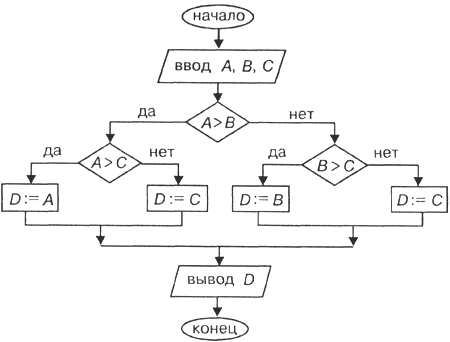 начало
ввод A, B, C
да
A > B
нет
да
A > C
нет
да
B > C
нет
D := A
D := C
D := B
D := C
вывод D
конец